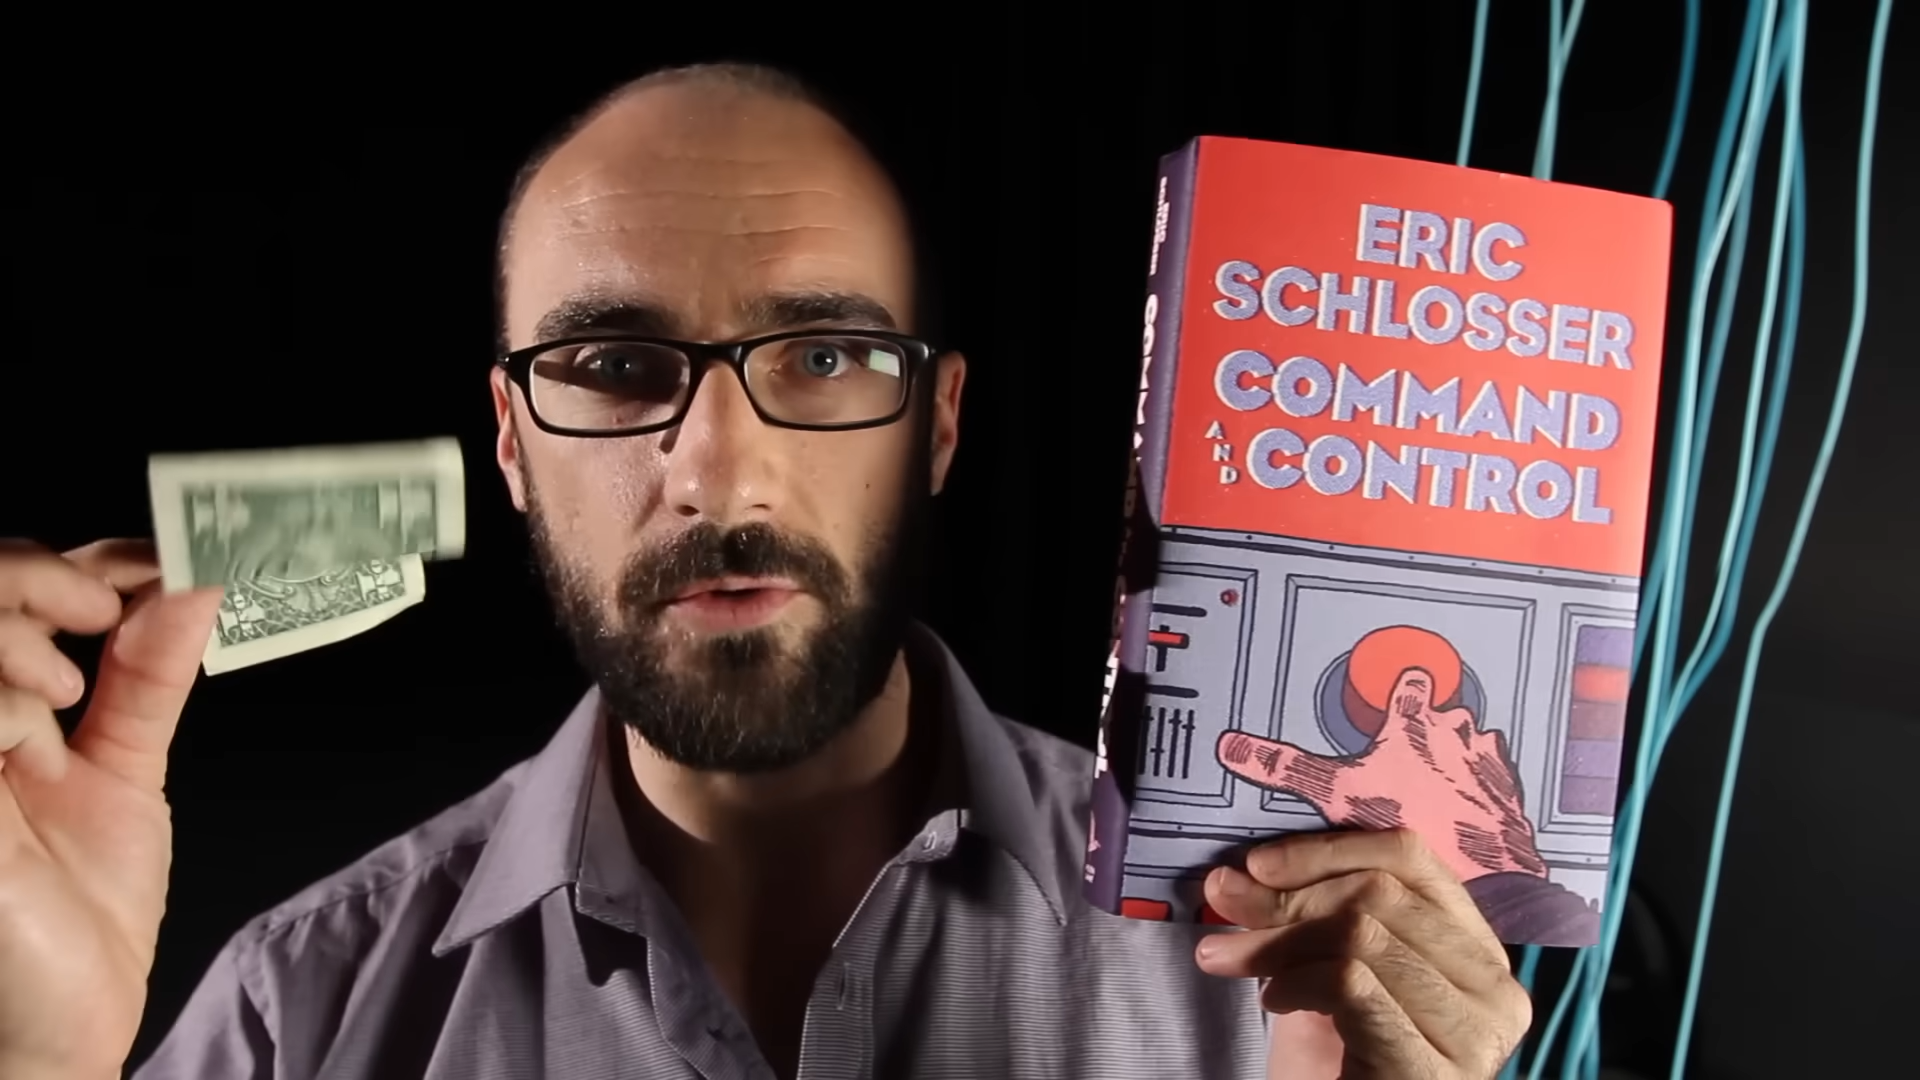 ERIC
SCHLOSSER
COMMAND
AND
CONTROL